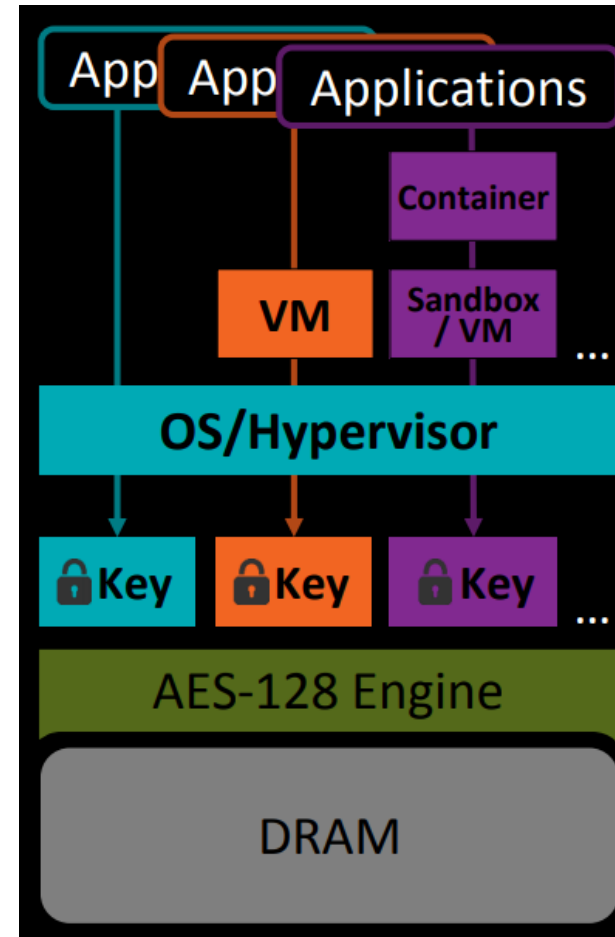 App
App
Applications
Container
VM
Sandbox
/ VM
...
OS/Hypervisor
Key
Key
Key
...
AES-128 Engine
DRAM